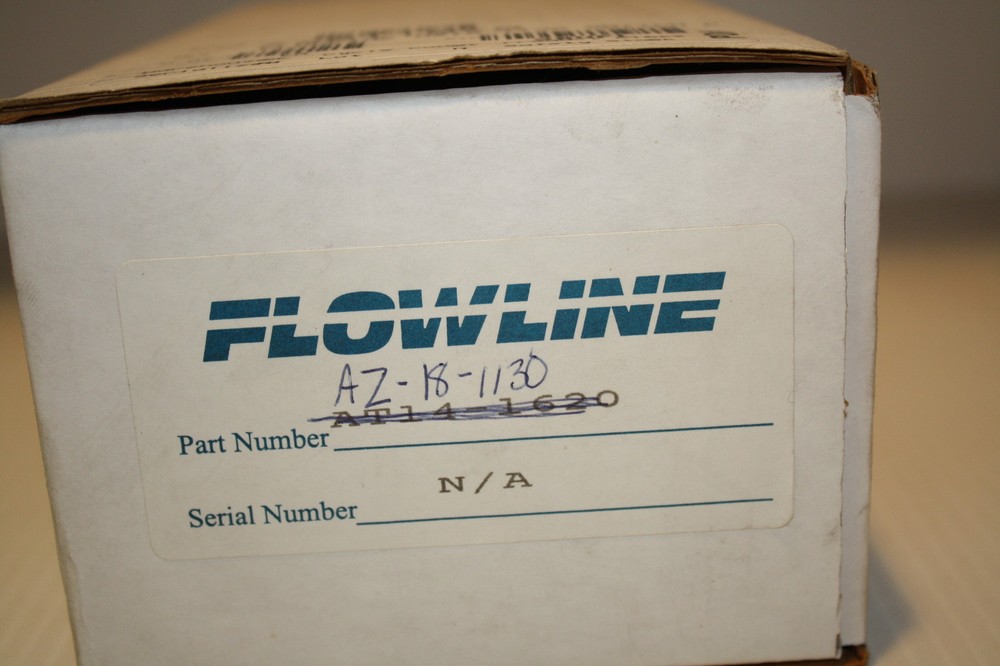 FLOWLINE
AZ-18-1130
AT14-1620
Part Number
N/A
Serial Number